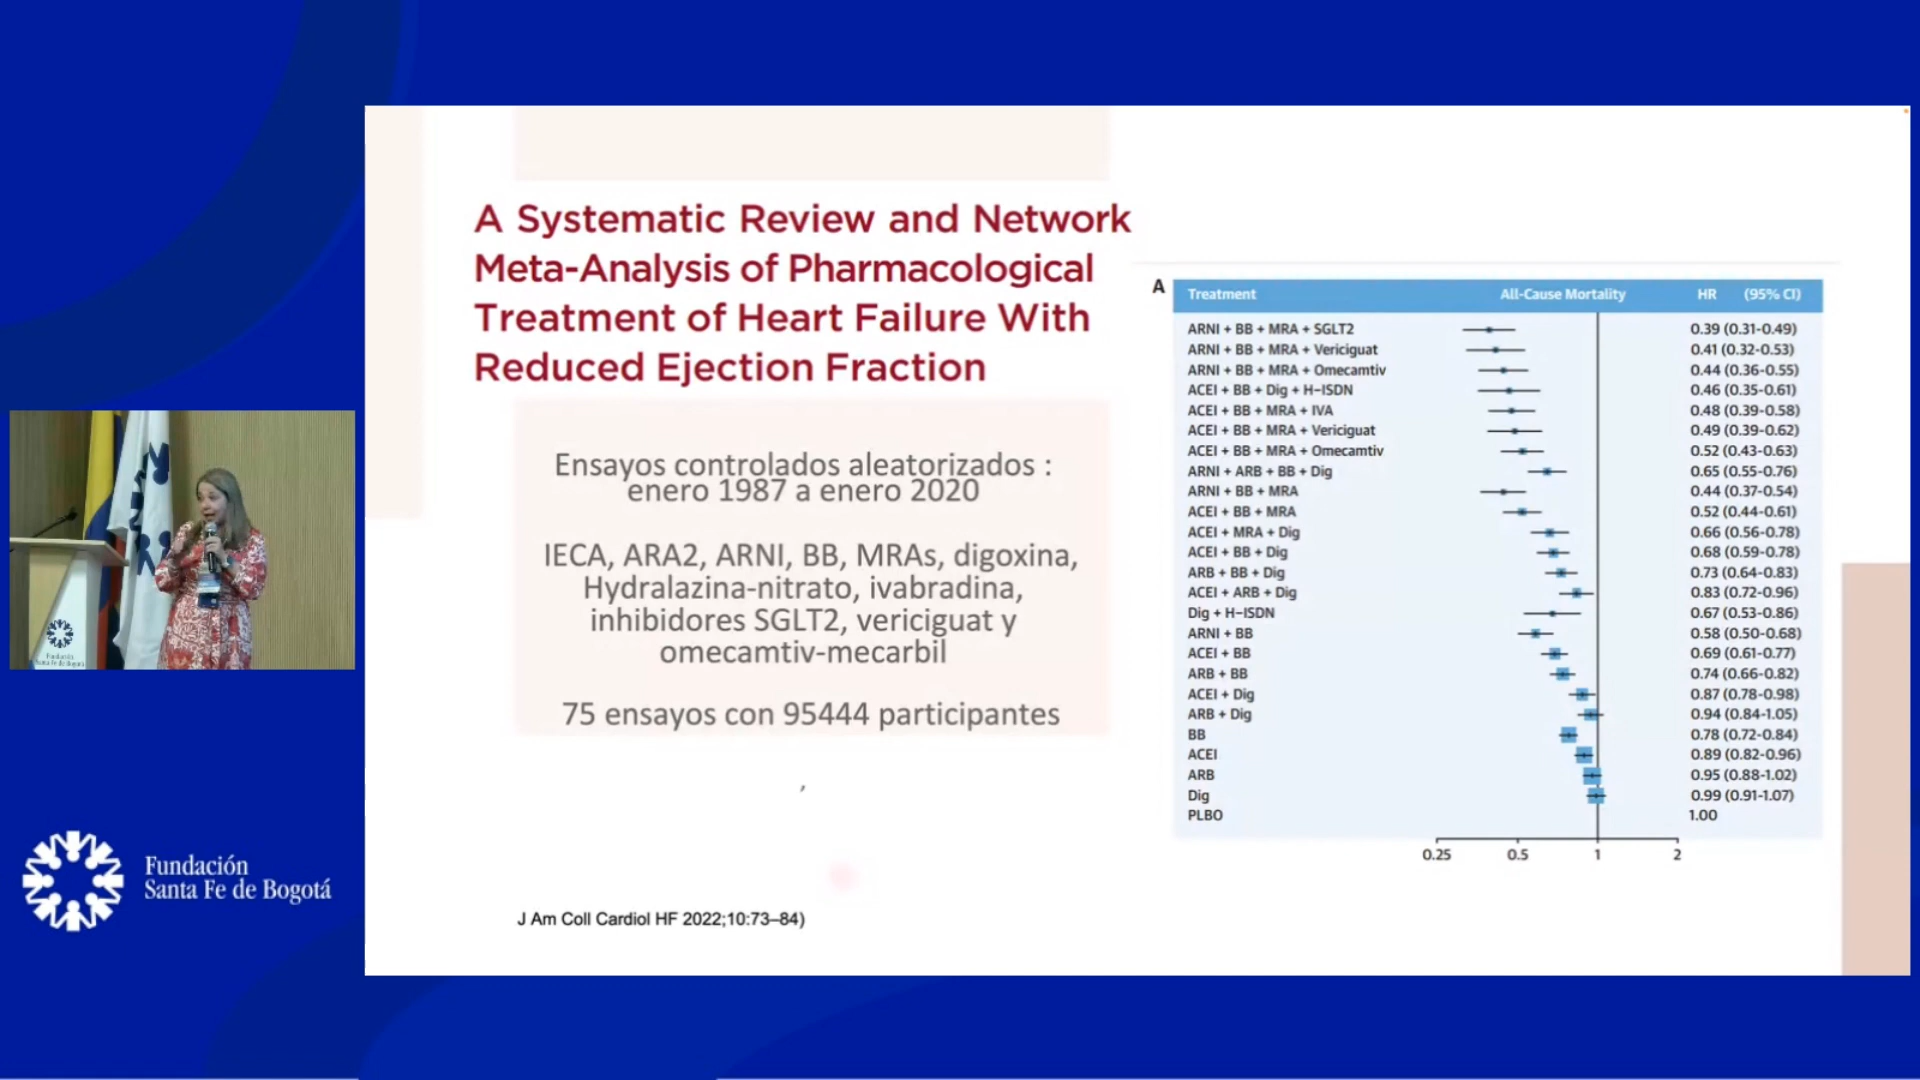 A Systematic Review and Network
Meta-Analysis of Pharmacological
Treatment of Heart Failure With
Reduced Ejection Fraction
Ensayos controlados aleatorizados :
enero 1987 a enero 2020
IECA, ARA2, ARNI, BB, MRAs, digoxina,
Hydralazina-nitrato, ivabradina,
inhibidores SGLT2, vericiguat y
omecamtiv-mecarbil
75 ensayos con 95444 participantes
,
J Am Coll Cardiol HF 2022;10:73–84)
A
Treatment All-Cause Mortality HR (95% CI)
ARNI + BB + MRA + SGLT2 0.39 (0.31-0.49)
ARNI + BB + MRA + Vericiguat 0.41 (0.32-0.53)
ARNI + BB + MRA + Omecamtiv 0.44 (0.36-0.55)
ACEI + BB + Dig + H-ISDN 0.46 (0.35-0.61)
ACEI + BB + MRA + IVA 0.48 (0.39-0.58)
ACEI + BB + MRA + Vericiguat 0.49 (0.39-0.62)
ACEI + BB + MRA + Omecamtiv 0.52 (0.43-0.63)
ARNI + ARB + BB + Dig 0.65 (0.55-0.76)
ARNI + BB + MRA 0.44 (0.37-0.54)
ACEI + BB + MRA 0.52 (0.44-0.61)
ACEI + MRA + Dig 0.66 (0.56-0.78)
ACEI + BB + Dig 0.68 (0.59-0.78)
ARB + BB + Dig 0.73 (0.64-0.83)
ACEI + ARB + Dig 0.83 (0.72-0.96)
Dig + H-ISDN 0.67 (0.53-0.86)
ARNI + BB 0.58 (0.50-0.68)
ACEI + BB 0.69 (0.61-0.77)
ARB + BB 0.74 (0.66-0.82)
ACEI + Dig 0.87 (0.78-0.98)
ARB + Dig 0.94 (0.84-1.05)
BB 0.78 (0.72-0.84)
ACEI 0.89 (0.82-0.96)
ARB 0.95 (0.88-1.02)
Dig 0.99 (0.91-1.07)
PLBO 1.00
0.25 0.5 1 2
Fundación
Santa Fe de Bogotá
Fundación
Santa Fe de Bogotá